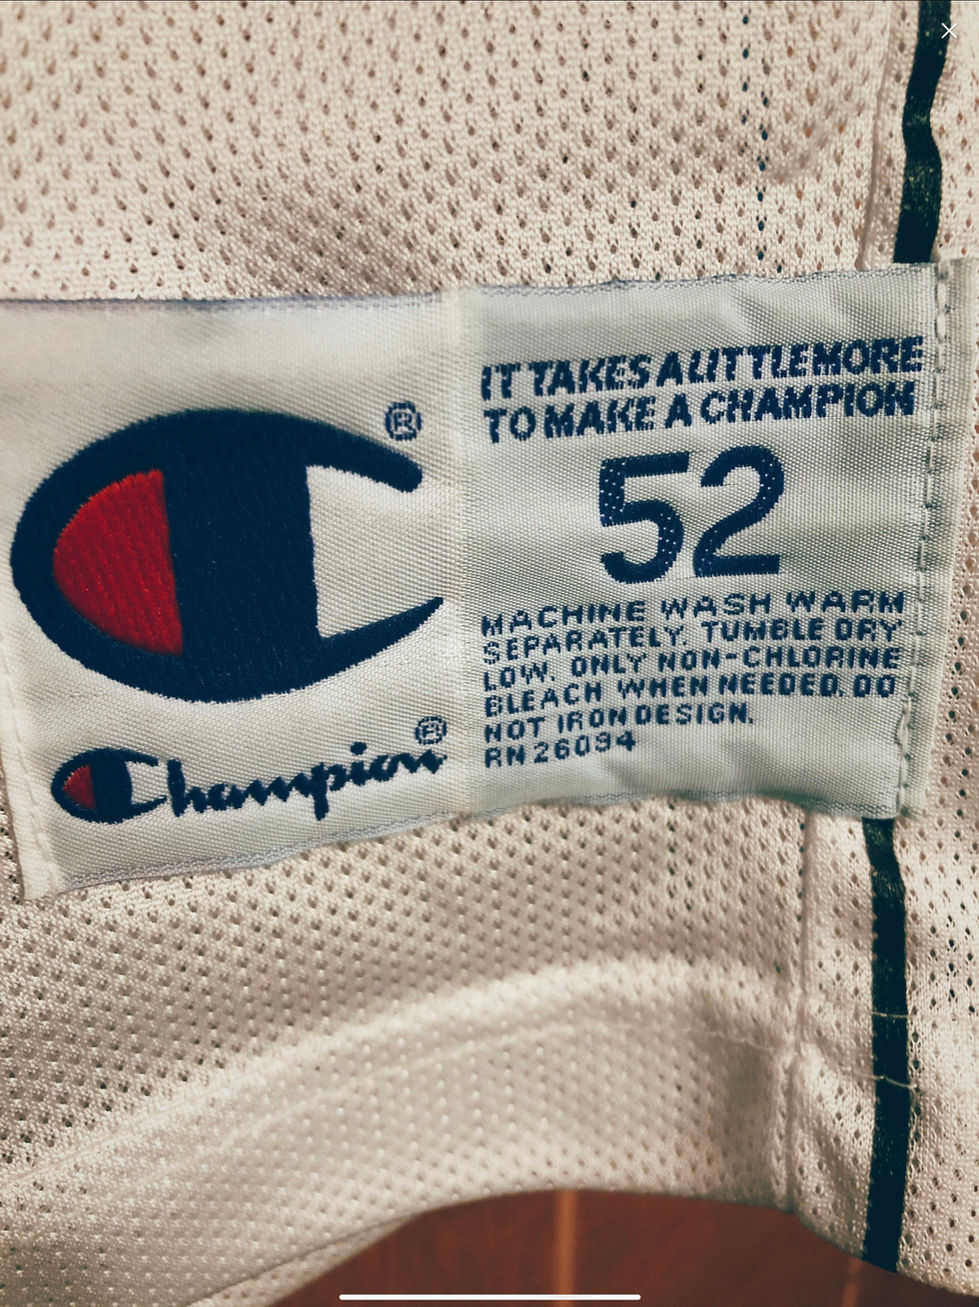 IT TAKES A LITTLE MORE
TO MAKE A CHAMPION
52
MACHINE WASH WARM
SEPARATELY. TUMBLE DRY
LOW. ONLY NON-CHLORINE
BLEACH WHEN NEEDED. DO
NOT IRON DESIGN.
RN 26094
®
Champion®